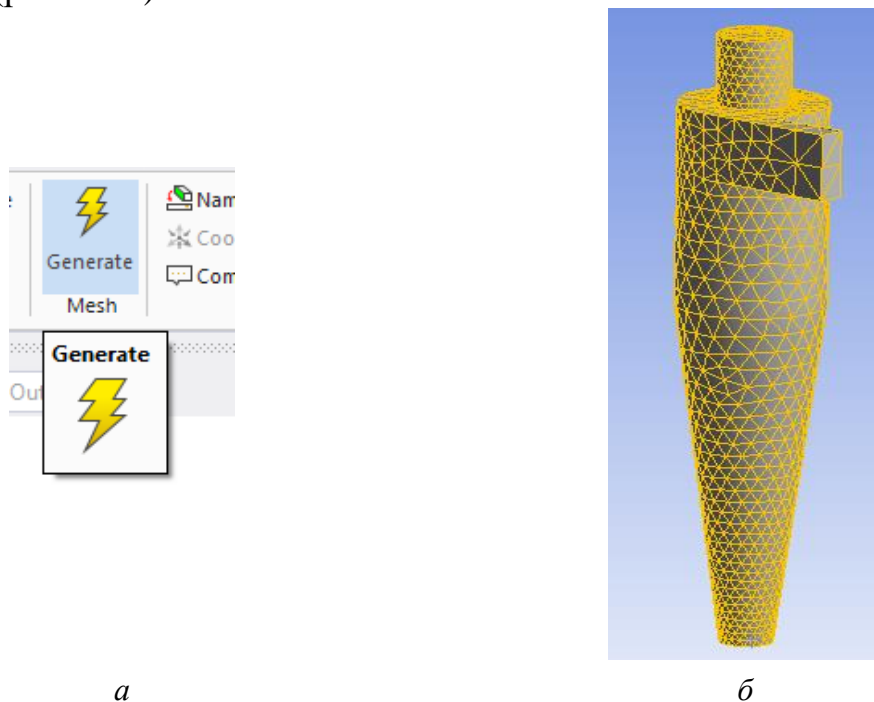 Nam
Generate
Coo
Com
Mesh
Generate
Out
а
б